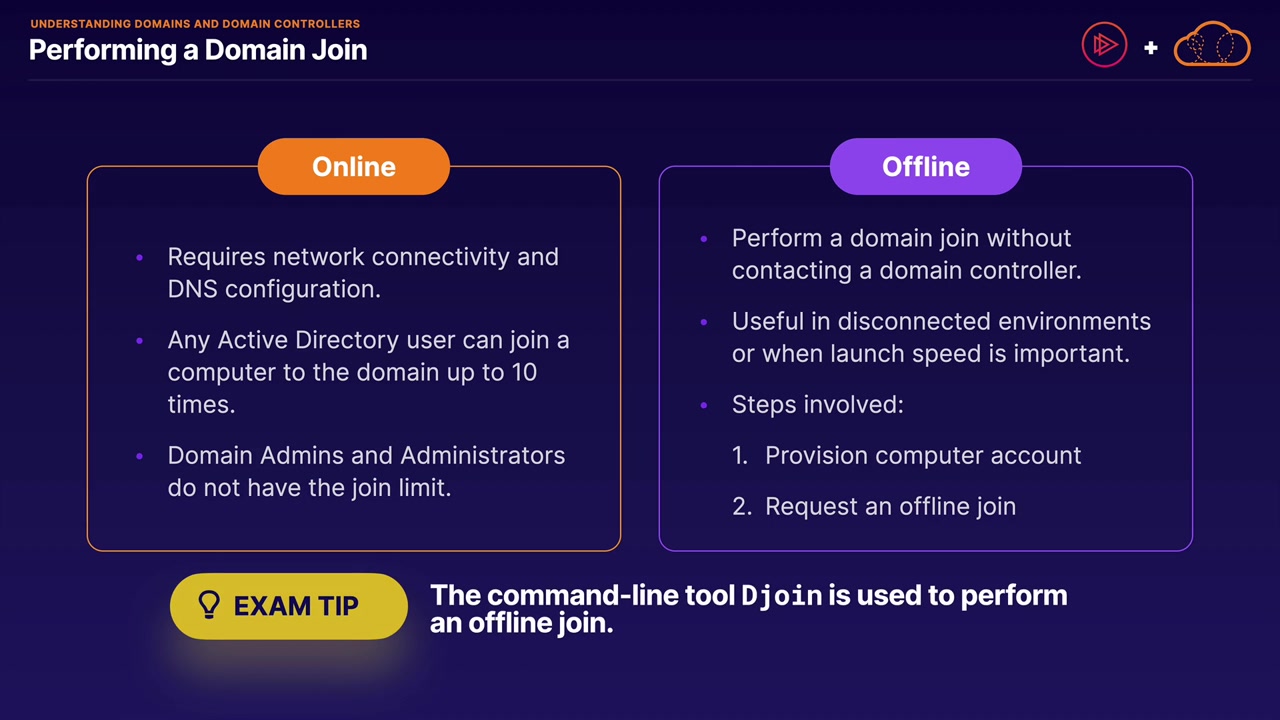 UNDERSTANDING DOMAINS AND DOMAIN CONTROLLERS
Performing a Domain Join
+
Online
• Requires network connectivity and
DNS configuration.
• Any Active Directory user can join a
computer to the domain up to 10
times.
• Domain Admins and Administrators
do not have the join limit.
Offline
• Perform a domain join without
contacting a domain controller.
• Useful in disconnected environments
or when launch speed is important.
• Steps involved:
1. Provision computer account
2. Request an offline join
EXAM TIP
The command-line tool Djoin is used to perform
an offline join.